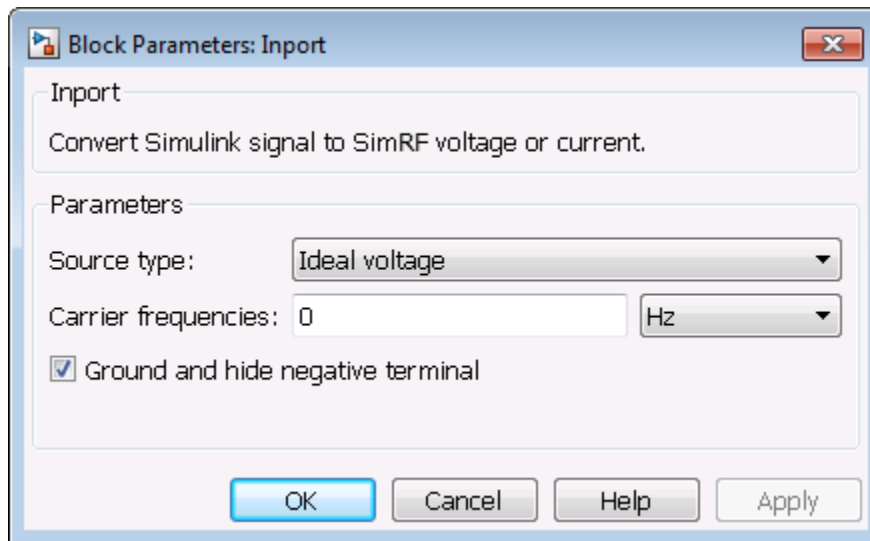 Block Parameters: Inport
Inport
Convert Simulink signal to SimRF voltage or current.
Parameters
Source type: Ideal voltage
Carrier frequencies: 0 Hz
Ground and hide negative terminal
OK Cancel Help Apply